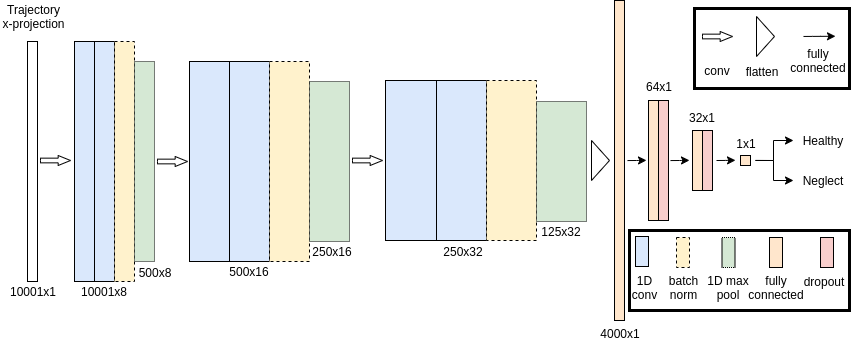 Trajectory
x-projection
10001x1
10001x8
500x8
500x16
250x16
250x32
125x32
4000x1
64x1
32x1
1x1
Healthy
Neglect
conv
flatten
fully
connected
1D
conv
batch
norm
1D max
pool
fully
connected
dropout